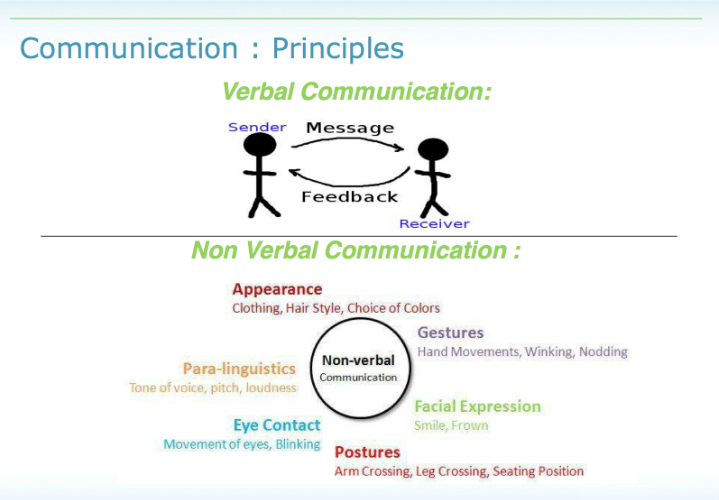 Communication : Principles
Verbal Communication:
Sender
Message
Feedback
Receiver
Non Verbal Communication :
Appearance
Clothing, Hair Style, Choice of Colors
Gestures
Hand Movements, Winking, Nodding
Non-verbal
Communication
Para-linguistics
Tone of voice, pitch, loudness
Facial Expression
Smile, Frown
Eye Contact
Movement of eyes, Blinking
Postures
Arm Crossing, Leg Crossing, Seating Position